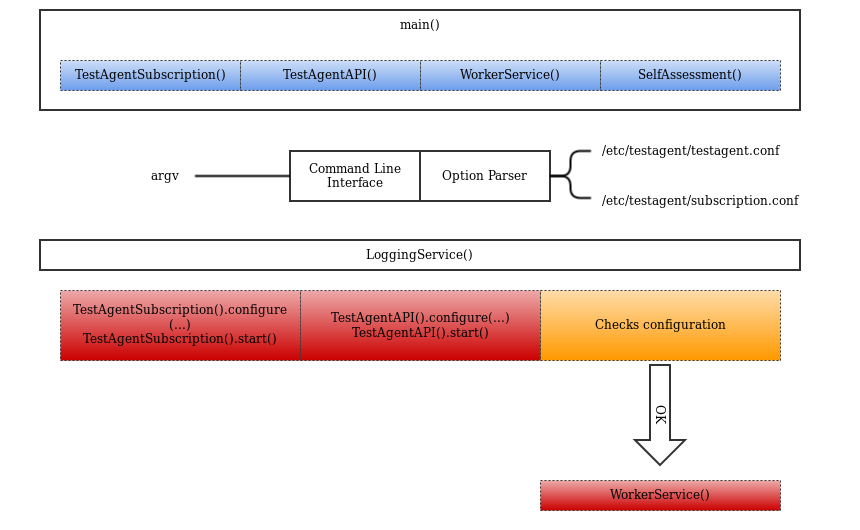 main()
TestAgentSubscription()
TestAgentAPI()
WorkerService()
SelfAssessment()
argv
Command Line
Interface
Option Parser
/etc/testagent/testagent.conf
/etc/testagent/subscription.conf
LoggingService()
TestAgentSubscription().configure
(...)
TestAgentSubscription().start()
TestAgentAPI().configure(...)
TestAgentAPI().start()
Checks configuration
OK
WorkerService()